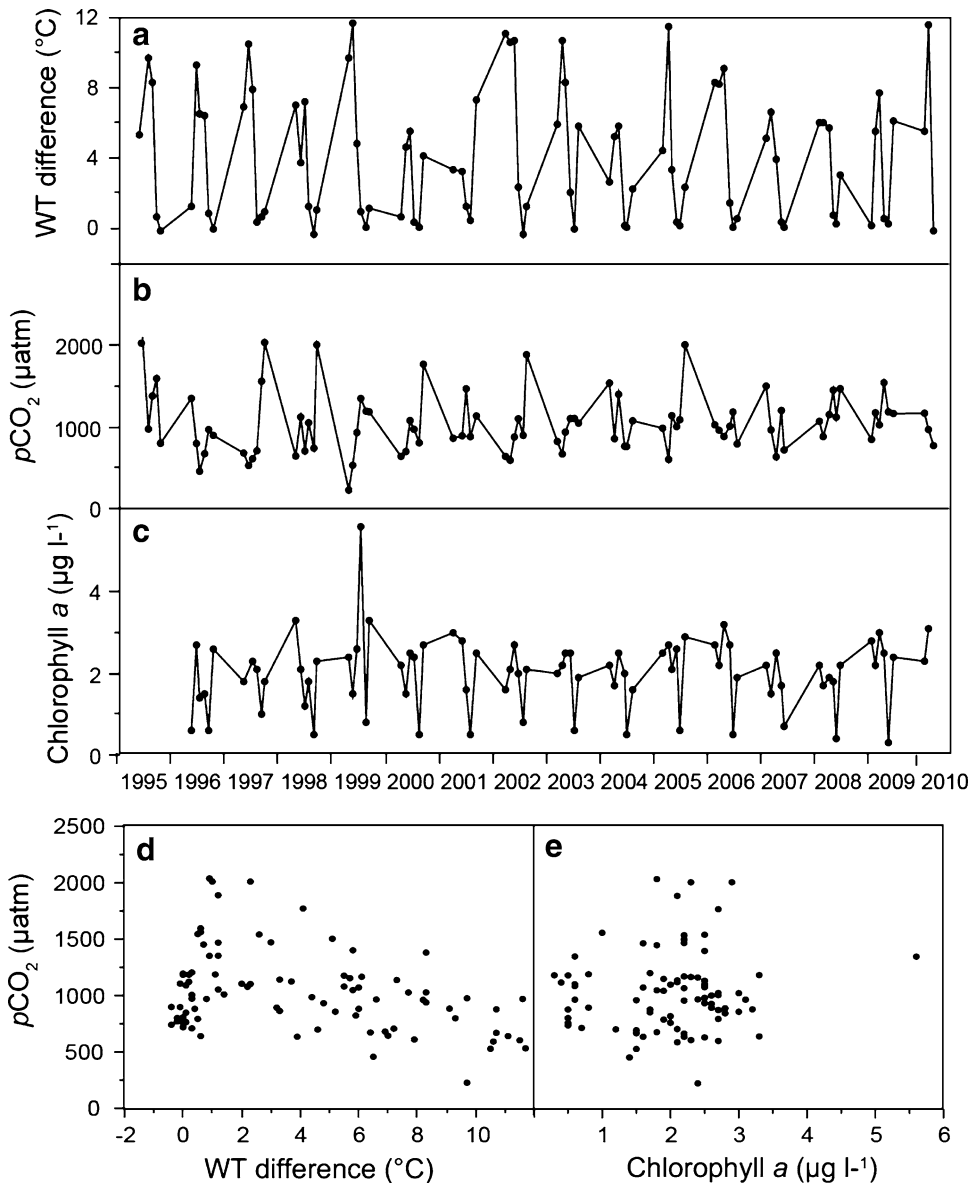 a
WT difference (°C)
12
8
4
0
b
pCO2 (µatm)
2000
1000
0
c
Chlorophyll a (µg l-1)
4
2
0
1995 1996 1997 1998 1999 2000 2001 2002 2003 2004 2005 2006 2007 2008 2009 2010
d
pCO2 (µatm)
2500
2000
1500
1000
500
0
-2 0 2 4 6 8 10
WT difference (°C)
e
1 2 3 4 5 6
Chlorophyll a (µg l-1)